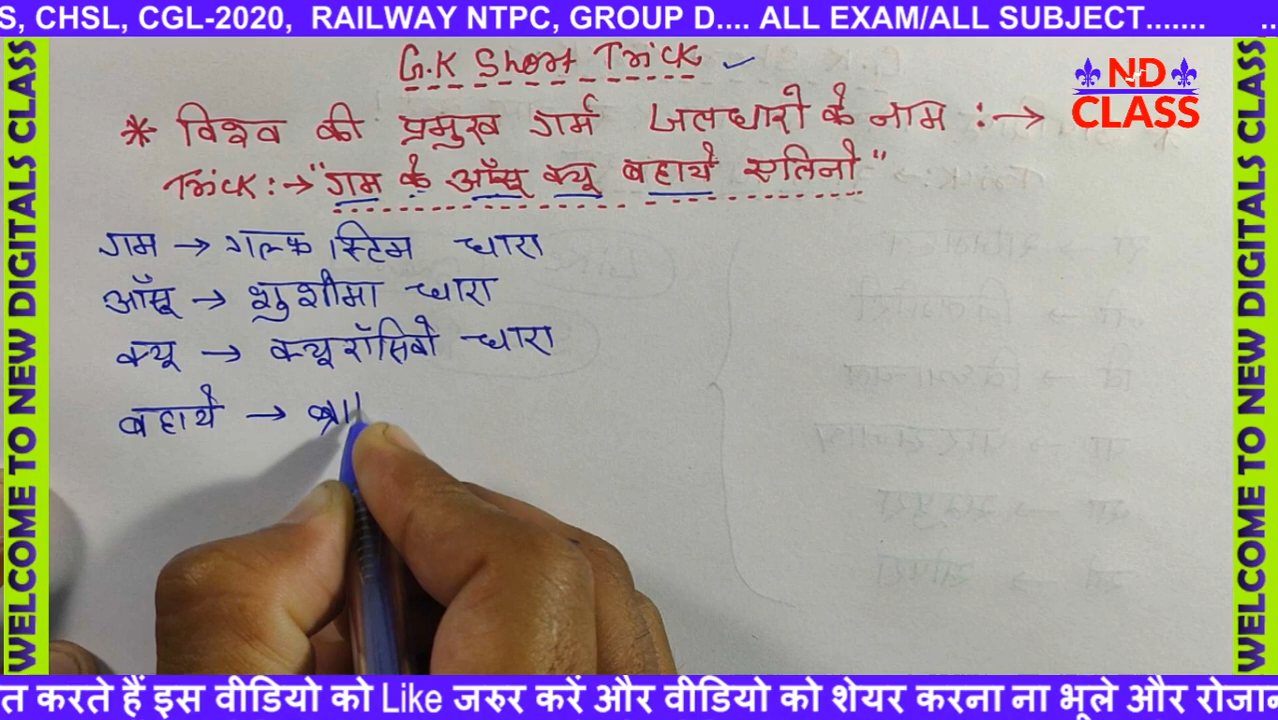 S, CHSL, CGL-2020, RAILWAY NTPC, GROUP D.... ALL EXAM/ALL SUBJECT....... ..
G.K Short Trick
ND CLASS
* विश्व की प्रमुख गर्म जलधारो के नाम :→
Trick :→ "गम के आँसू क्यू बहाये एलिनो"
गम → गल्फ स्टिम धारा
आँसू → शुशीमा धारा
क्यू → क्यूरॉसिवो धारा
बहाये → ब्रा
WELCOME TO NEW DIGITALS CLASS
WELCOME TO NEW DIGITALS CLASS
त करते हैं इस वीडियो को Like जरुर करें और वीडियो को शेयर करना ना भूले और रोजान